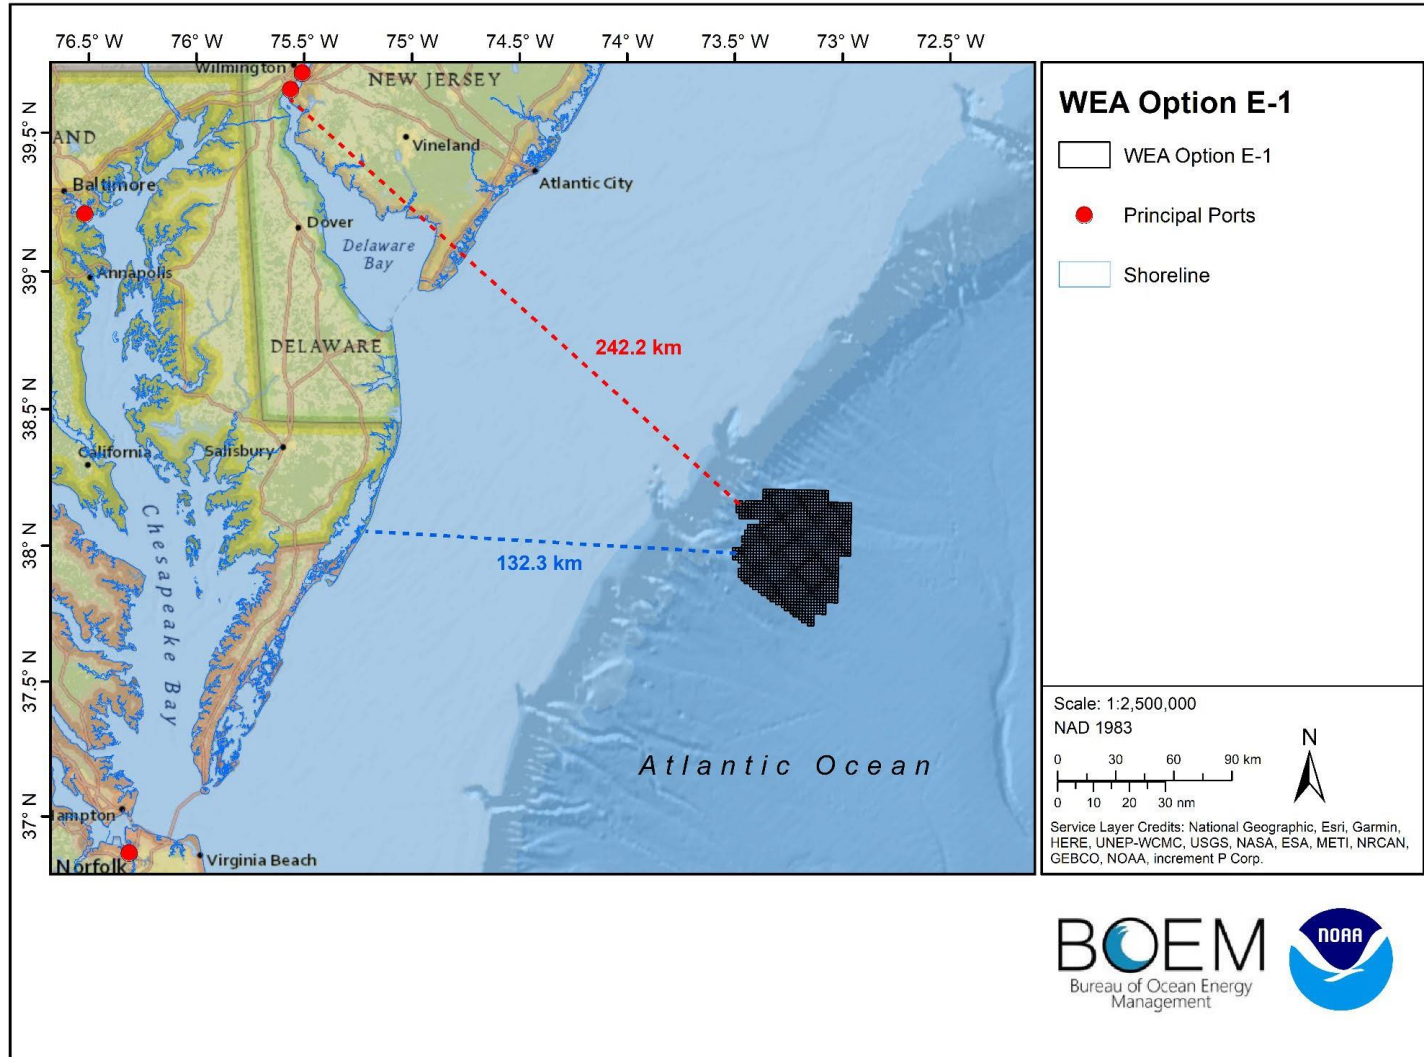 76.5° W 76° W 75.5° W 75° W 74.5° W 74° W 73.5° W 73° W 72.5° W
39.5° N
39° N
38.5° N
38° N
37.5° N
37° N
Wilmington
NEW JERSEY
AND
Vineland
Baltimore
Atlantic City
Dover
Delaware
Bay
Annapolis
DELAWARE
242.2 km
Salisbury
California
Chesapeake Bay
132.3 km
Atlantic Ocean
Hampton
Norfolk
Virginia Beach
WEA Option E-1
WEA Option E-1
Principal Ports
Shoreline
Scale: 1:2,500,000
NAD 1983
N
0 30 60 90 km
0 10 20 30 nm
Service Layer Credits: National Geographic, Esri, Garmin,
HERE, UNEP-WCMC, USGS, NASA, ESA, METI, NRCAN,
GEBCO, NOAA, increment P Corp.
BOEM
Bureau of Ocean Energy
Management
NOAA